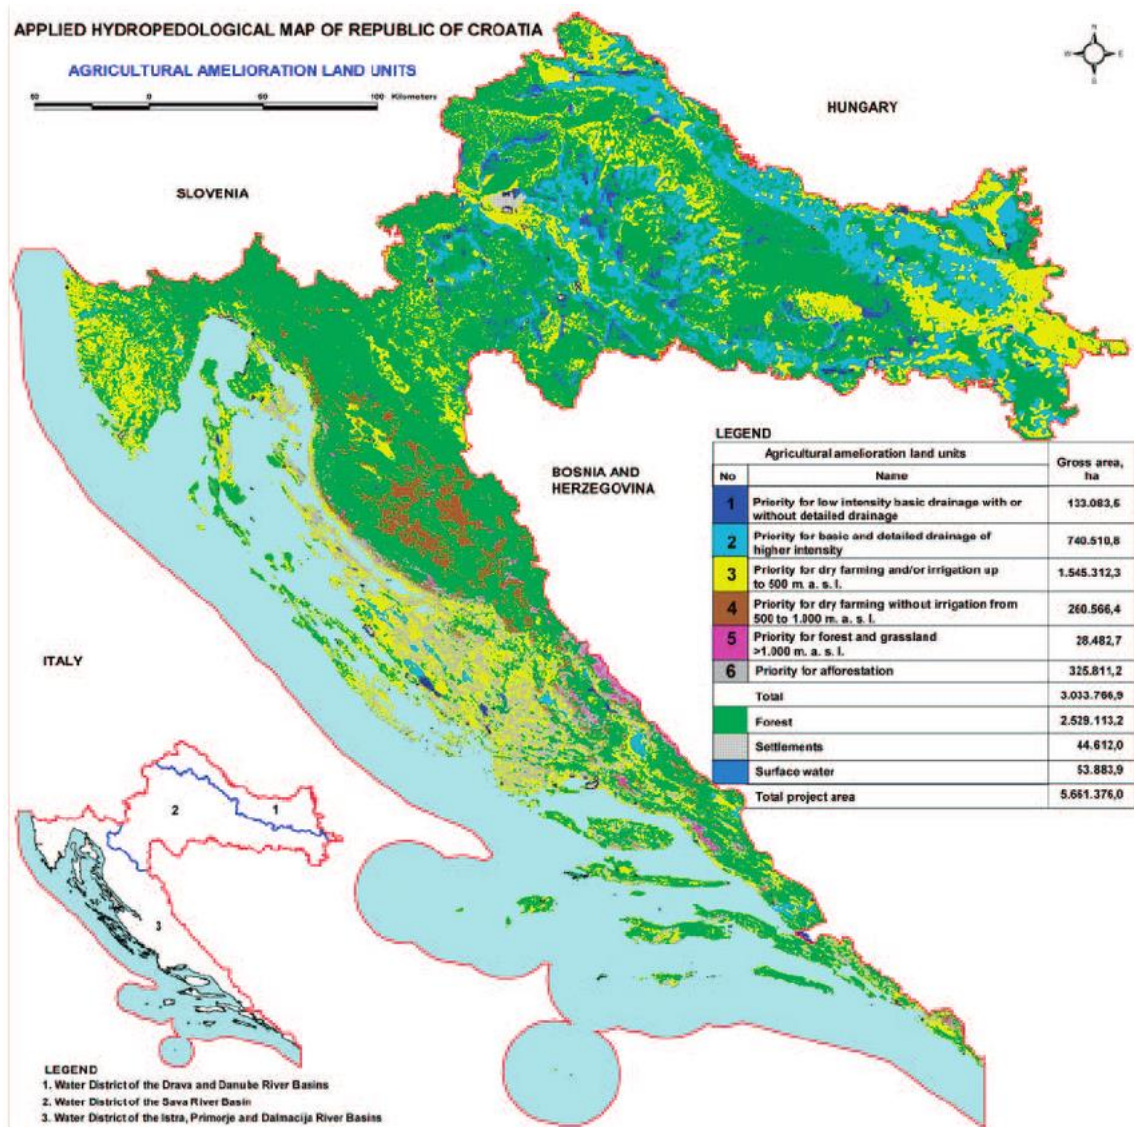 APPLIED HYDROPEDOLOGICAL MAP OF REPUBLIC OF CROATIA
AGRICULTURAL AMELIORATION LAND UNITS
50 0 50 100 Kilometers
N
W E
S
HUNGARY
SLOVENIA
BOSNIA AND
HERZEGOVINA
ITALY
LEGEND
Agricultural amelioration land units
Gross area,
ha
No Name
1 Priority for low intensity basic drainage with or
without detailed drainage 133.083,6
2 Priority for basic and detailed drainage of
higher intensity 740.510,8
3 Priority for dry farming and/or irrigation up
to 500 m. a. s. l. 1.545.312,3
4 Priority for dry farming without irrigation from
500 to 1.000 m. a. s. l. 260.566,4
5 Priority for forest and grassland
>1.000 m. a. s. l. 28.482,7
6 Priority for afforestation 325.811,2
Total 3.033.766,9
Forest 2.529.113,2
Settlements 44.612,0
Surface water 53.883,9
Total project area 5.661.376,0
1
2
3
LEGEND
1. Water District of the Drava and Danube River Basins
2. Water District of the Sava River Basin
3. Water District of the Istra, Primorje and Dalmacija River Basins